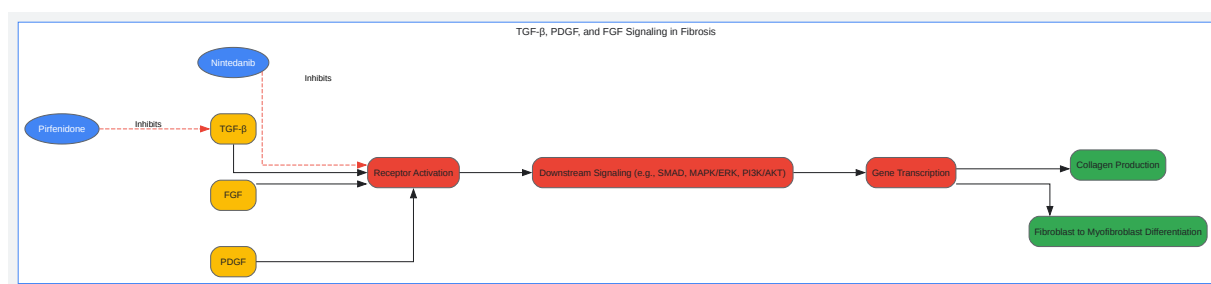 TGF-β, PDGF, and FGF Signaling in Fibrosis
Nintedanib
Inhibits
Pirfenidone
Inhibits
TGF-β
FGF
PDGF
Receptor Activation
Downstream Signaling (e.g., SMAD, MAPK/ERK, PI3K/AKT)
Gene Transcription
Collagen Production
Fibroblast to Myofibroblast Differentiation